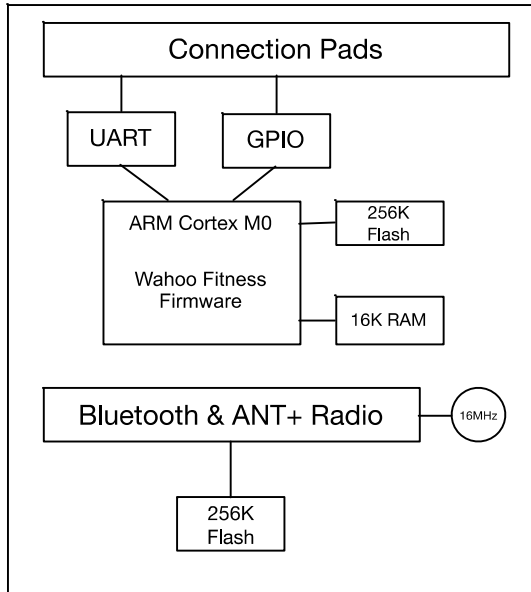 Connection Pads
UART
GPIO
ARM Cortex M0
Wahoo Fitness
Firmware
256K
Flash
16K RAM
Bluetooth & ANT+ Radio
16MHz
256K
Flash